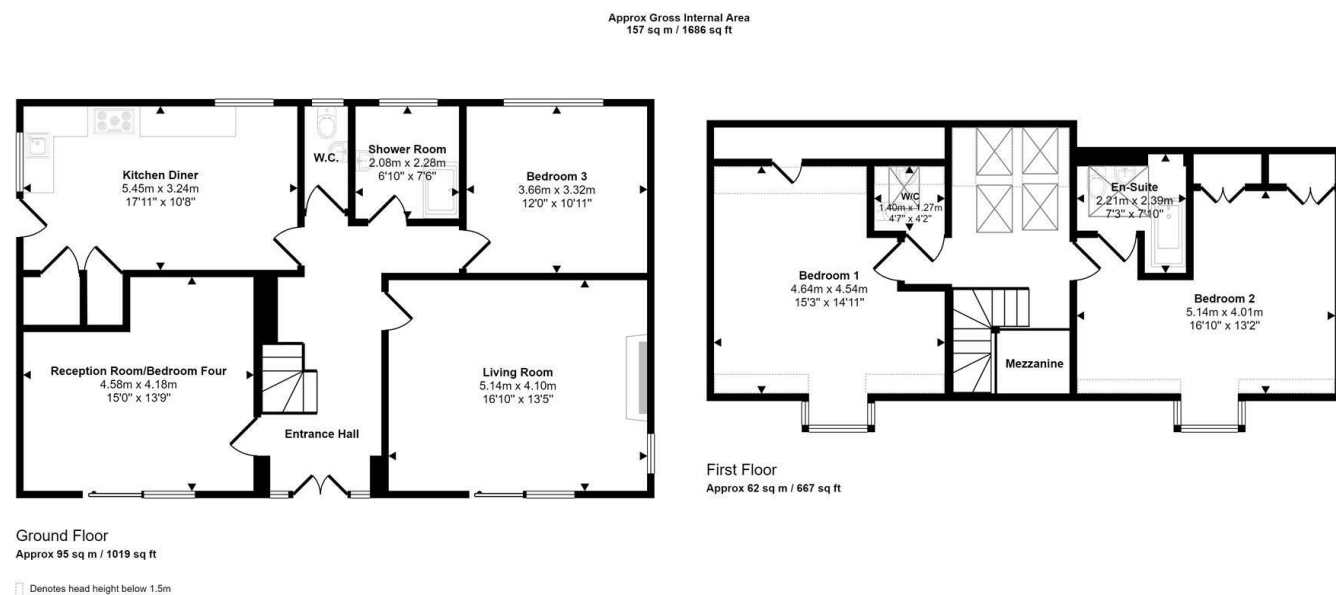 Approx Gross Internal Area
157 sq m / 1686 sq ft
Kitchen Diner
5.45m x 3.24m
17'11" x 10'8"
W.C.
Shower Room
2.08m x 2.28m
6'10" x 7'6"
Bedroom 3
3.66m x 3.32m
12'0" x 10'11"
Reception Room/Bedroom Four
4.58m x 4.18m
15'0" x 13'9"
Entrance Hall
Living Room
5.14m x 4.10m
16'10" x 13'5"
Ground Floor
Approx 95 sq m / 1019 sq ft
Denotes head height below 1.5m
W/C
1.40m x 1.27m
4'7" x 4'2"
En-Suite
2.21m x 2.39m
7'3" x 7'10"
Bedroom 1
4.64m x 4.54m
15'3" x 14'11"
Bedroom 2
5.14m x 4.01m
16'10" x 13'2"
Mezzanine
First Floor
Approx 62 sq m / 667 sq ft